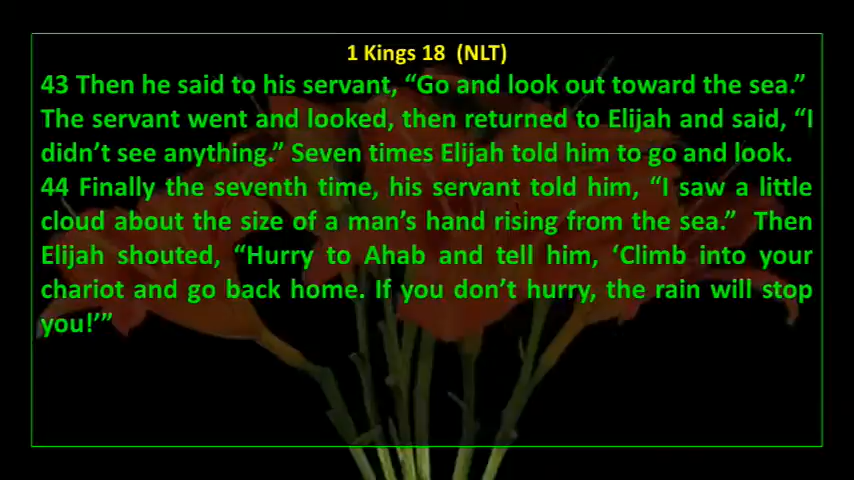 1 Kings 18 (NLT)
43 Then he said to his servant, “Go and look out toward the sea.”
The servant went and looked, then returned to Elijah and said, “I
didn’t see anything.” Seven times Elijah told him to go and look.
44 Finally the seventh time, his servant told him, “I saw a little
cloud about the size of a man’s hand rising from the sea.” Then
Elijah shouted, “Hurry to Ahab and tell him, ‘Climb into your
chariot and go back home. If you don’t hurry, the rain will stop
you!’”